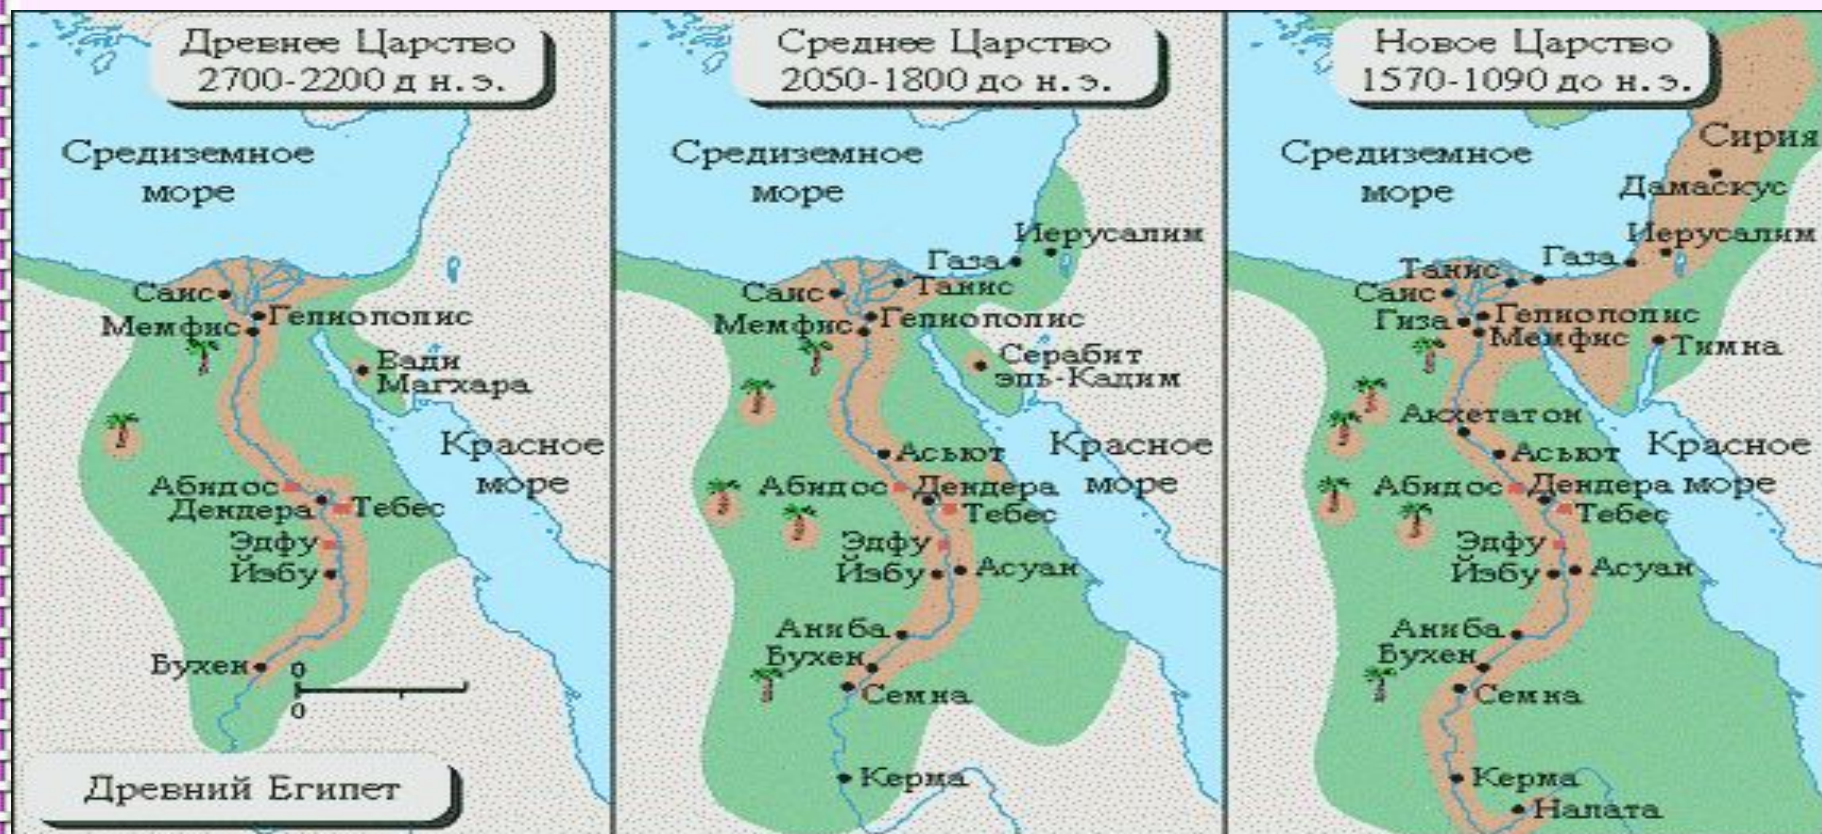 Древнее Царство
2700-2200 д н. э.
Средиземное
море
Саис
Гелиополис
Мемфис
Вади
Магхара
Красное
море
Абидос
Дендера
Тебес
Эдфу
Йэбу
Бухен
0
0
Древний Египет
Среднее Царство
2050-1800 до н. э.
Средиземное
море
Иерусалим
Газа
Танис
Саис
Гелиополис
Мемфис
Серабит
эль-Кадим
Красное
море
Асьют
Абидос
Дендера
Тебес
Эдфу
Йэбу
Асуан
Аниба
Бухен
Семна
Керма
Новое Царство
1570-1090 до н. э.
Сирия
Средиземное
море
Дамаскус
Иерусалим
Газа
Танис
Саис
Гелиополис
Гиза
Мемфис
Тимна
Акхетатон
Красное
море
Асьют
Абидос
Дендера
Тебес
Эдфу
Йэбу
Асуан
Аниба
Бухен
Семна
Керма
Налата